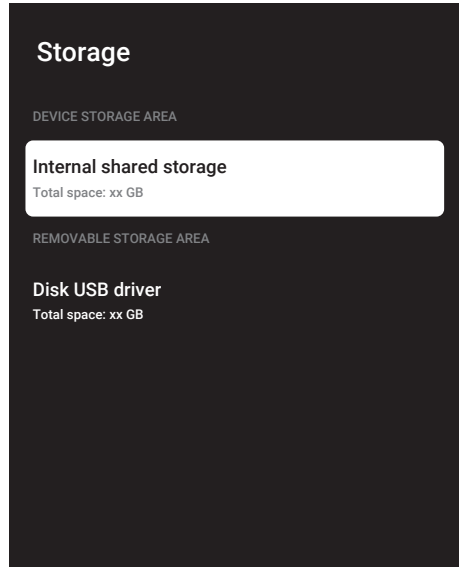 Storage
DEVICE STORAGE AREA
Internal shared storage
Total space: xx GB
REMOVABLE STORAGE AREA
Disk USB driver
Total space: xx GB